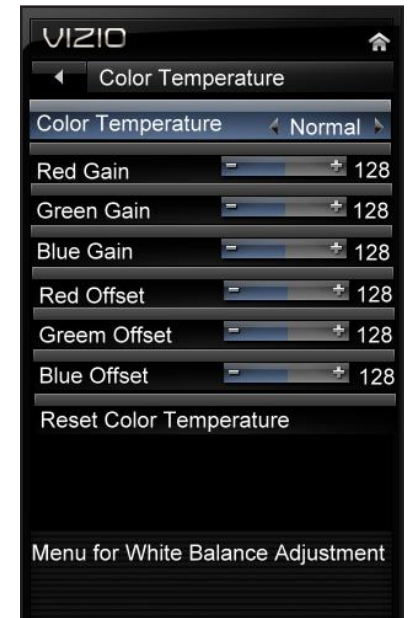 VIZIO
Color Temperature
Color Temperature Normal
Red Gain - + 128
Green Gain - + 128
Blue Gain - + 128
Red Offset - + 128
Greem Offset - + 128
Blue Offset - + 128
Reset Color Temperature
Menu for White Balance Adjustment